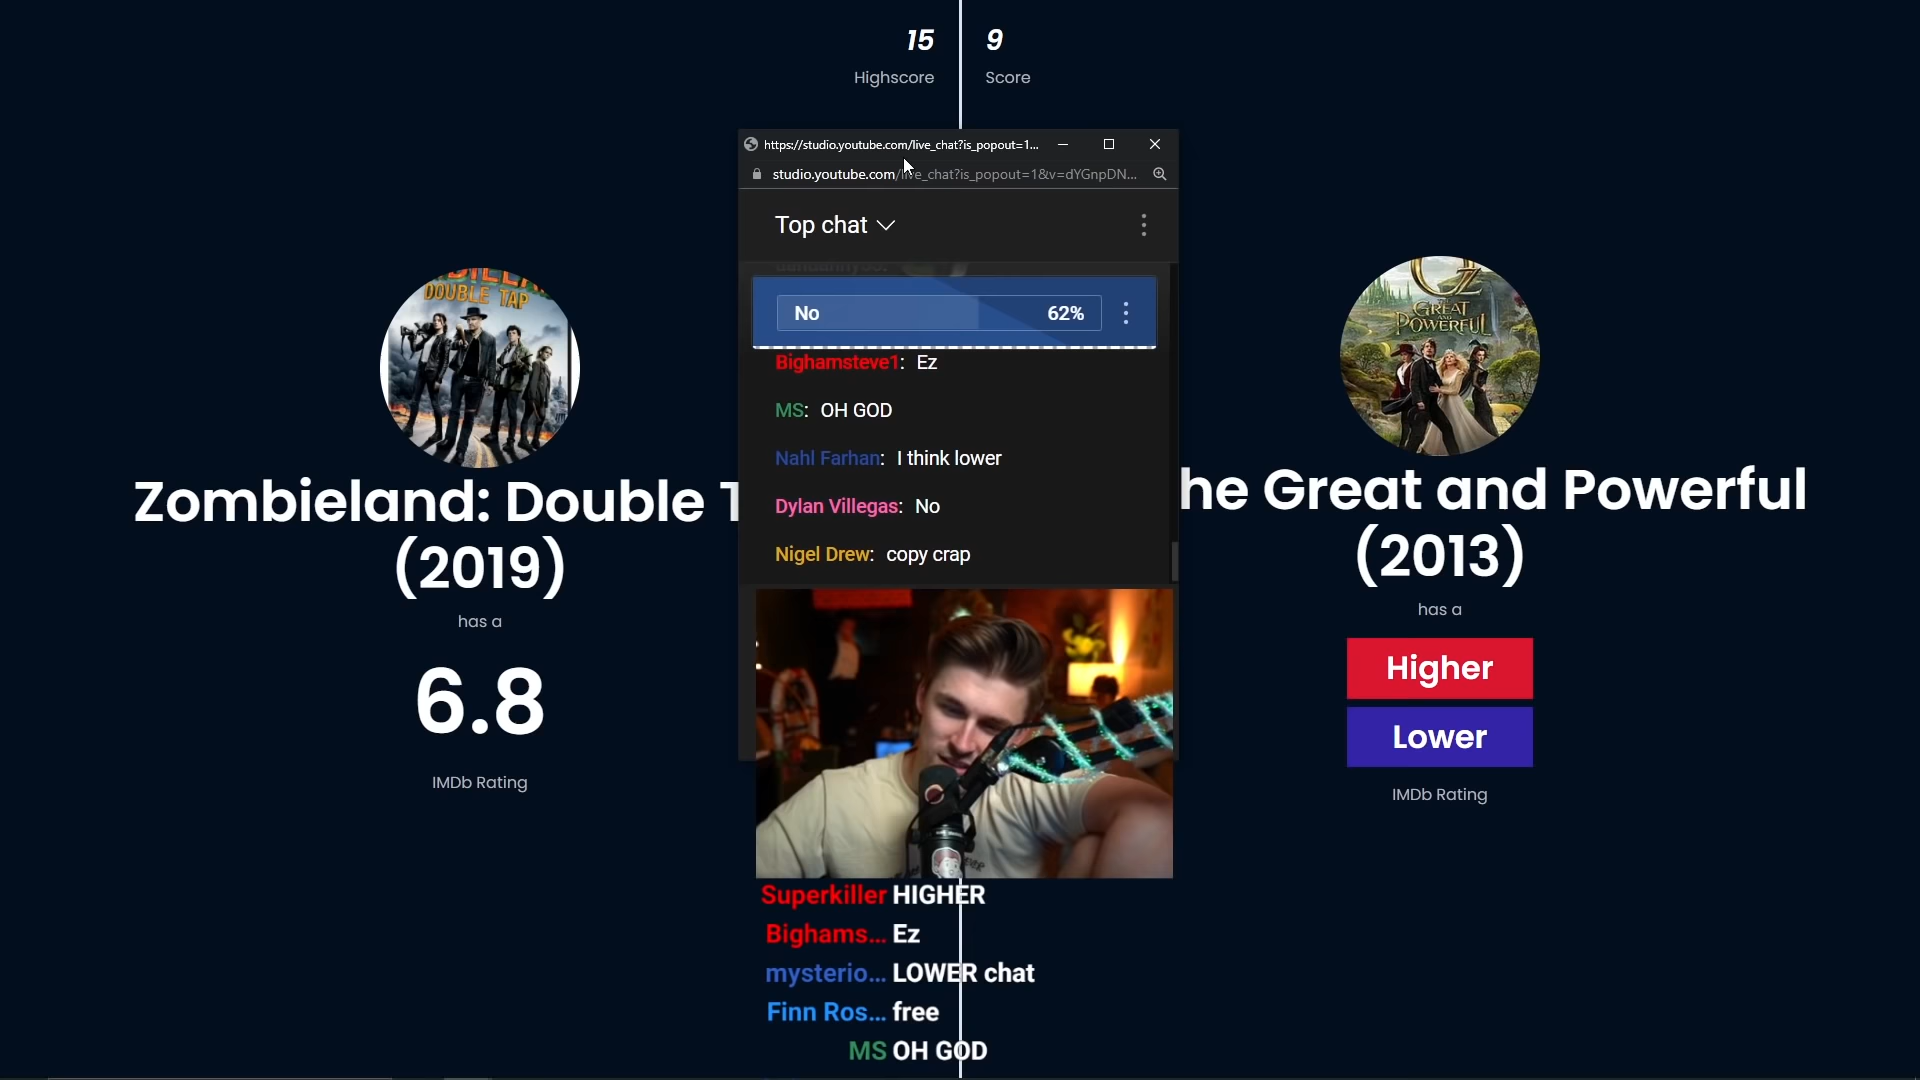 15
Highscore
9
Score
https://studio.youtube.com/live_chat?is_popout=1...
studio.youtube.com/live_chat?is_popout=1&v=dYGnpDN...
Top chat
No
62%
Bighamsteve1: Ez
MS: OH GOD
Nahl Farhan: I think lower
Dylan Villegas: No
Nigel Drew: copy crap
DOUBLE TAP
Zombieland: Double T
(2019)
has a
6.8
IMDb Rating
OZ
THE
GREAT
AND
POWERFUL
he Great and Powerful
(2013)
has a
Higher
Lower
IMDb Rating
Superkiller HIGHER
Bighams... Ez
mysterio... LOWER chat
Finn Ros... free
MS OH GOD